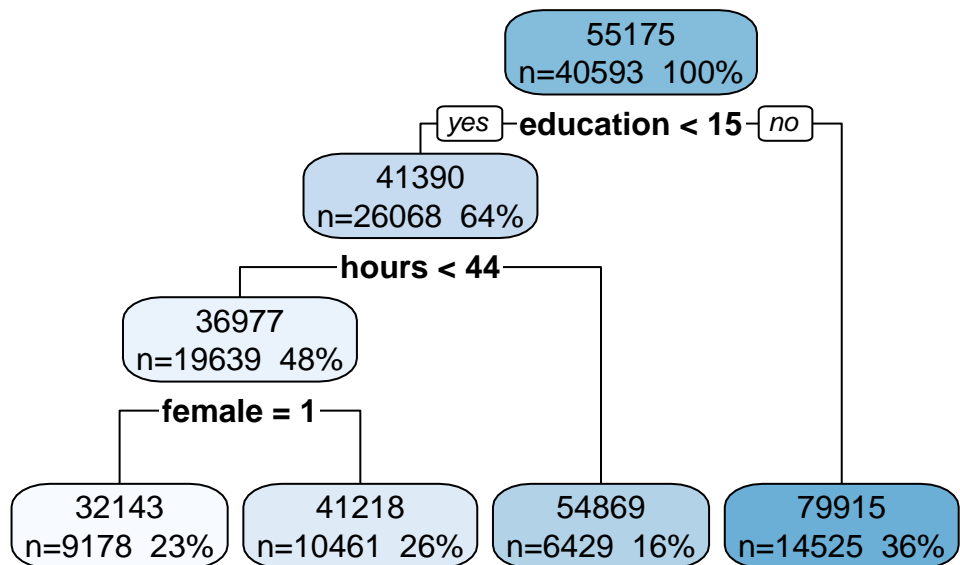 55175
n=40593 100%
yes education < 15 no
41390
n=26068 64%
hours < 44
36977
n=19639 48%
female = 1
32143 41218 54869 79915
n=9178 23% n=10461 26% n=6429 16% n=14525 36%